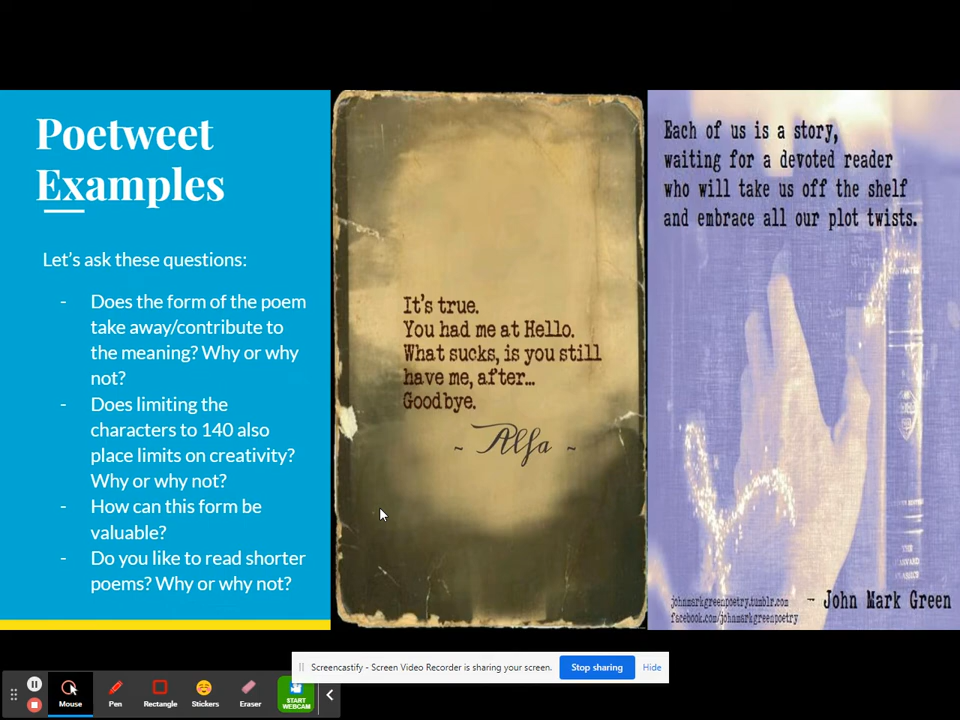 Poetweet
Examples
Let's ask these questions:
- Does the form of the poem
take away/contribute to
the meaning? Why or why
not?
- Does limiting the
characters to 140 also
place limits on creativity?
Why or why not?
- How can this form be
valuable?
- Do you like to read shorter
poems? Why or why not?
It's true.
You had me at Hello.
What sucks, is you still
have me, after...
Goodbye.
~ Alfa ~
Each of us is a story,
waiting for a devoted reader
who will take us off the shelf
and embrace all our plot twists.
johnmarkgreenpoetry.tumblr.com
facebook.com/johnmarkgreenpoetry
~ John Mark Green
Screencastify - Screen Video Recorder is sharing your screen.
Stop sharing
Hide
Mouse
Pen
Rectangle
Stickers
Eraser
START
WEBCAM